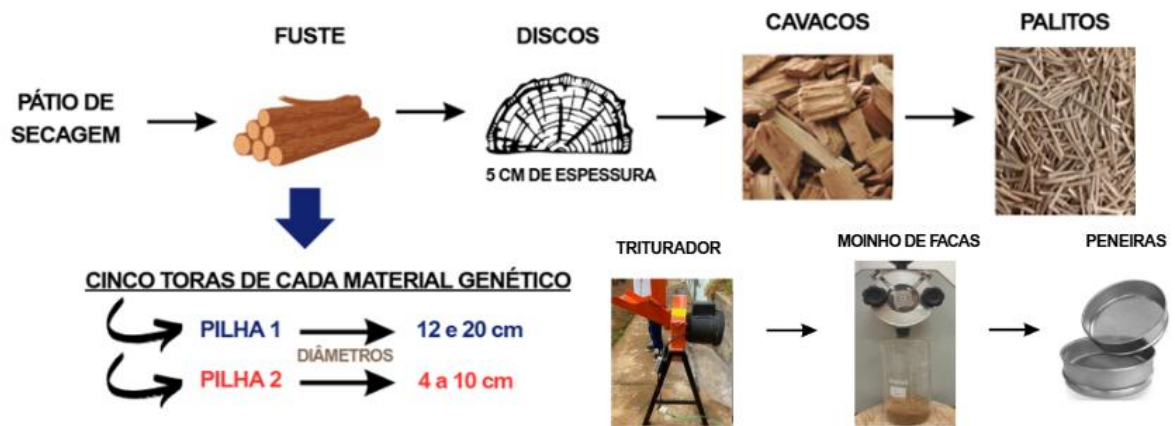 FUSTE
DISCOS
CAVACOS
PALITOS
PÁTIO DE
SECAGEM
5 CM DE ESPESSURA
CINCO TORAS DE CADA MATERIAL GENÉTICO
PILHA 1
12 e 20 cm
DIÂMETROS
PILHA 2
4 a 10 cm
TRITURADOR
MOINHO DE FACAS
PENEIRAS